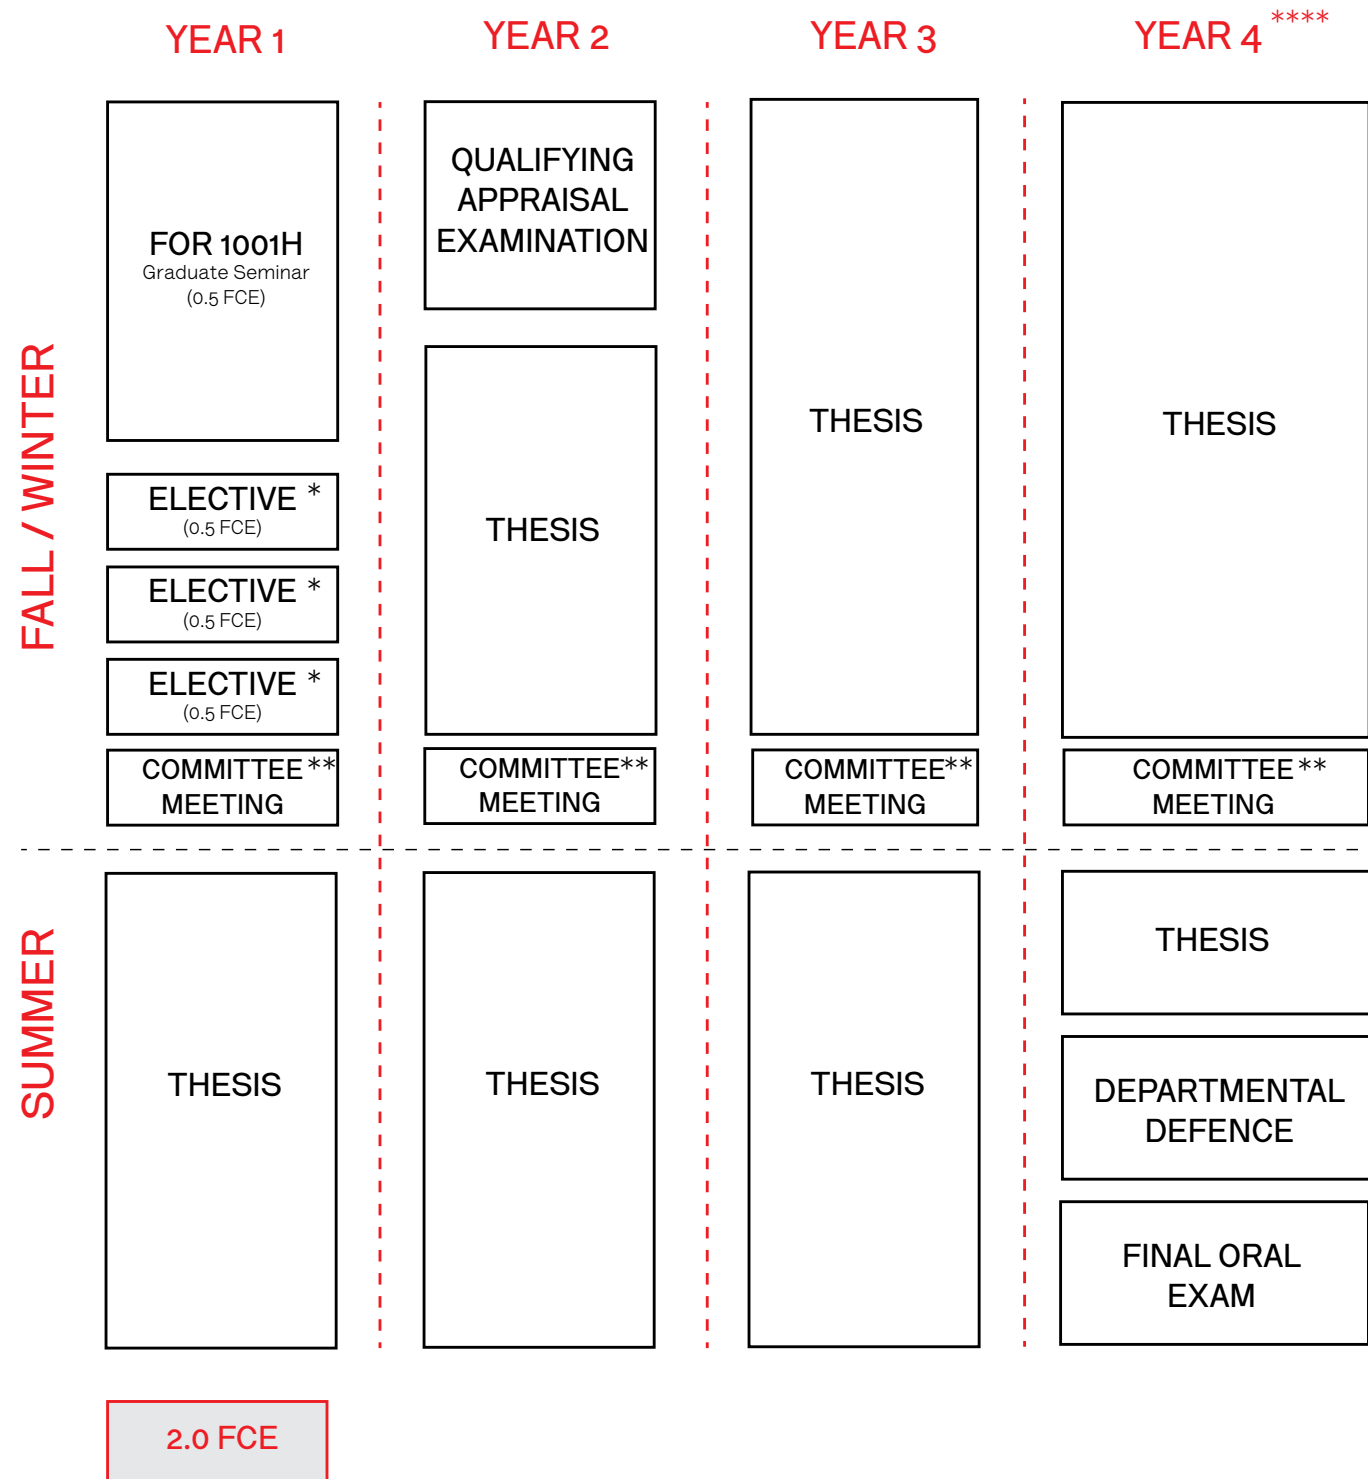 YEAR 1
YEAR 2
YEAR 3
YEAR 4 ****
FALL / WINTER
FOR 1001H
Graduate Seminar
(0.5 FCE)
ELECTIVE *
(0.5 FCE)
ELECTIVE *
(0.5 FCE)
ELECTIVE *
(0.5 FCE)
COMMITTEE **
MEETING
QUALIFYING
APPRAISAL
EXAMINATION
THESIS
COMMITTEE**
MEETING
THESIS
COMMITTEE**
MEETING
THESIS
COMMITTEE **
MEETING
SUMMER
THESIS
THESIS
THESIS
THESIS
DEPARTMENTAL
DEFENCE
FINAL ORAL
EXAM
2.0 FCE